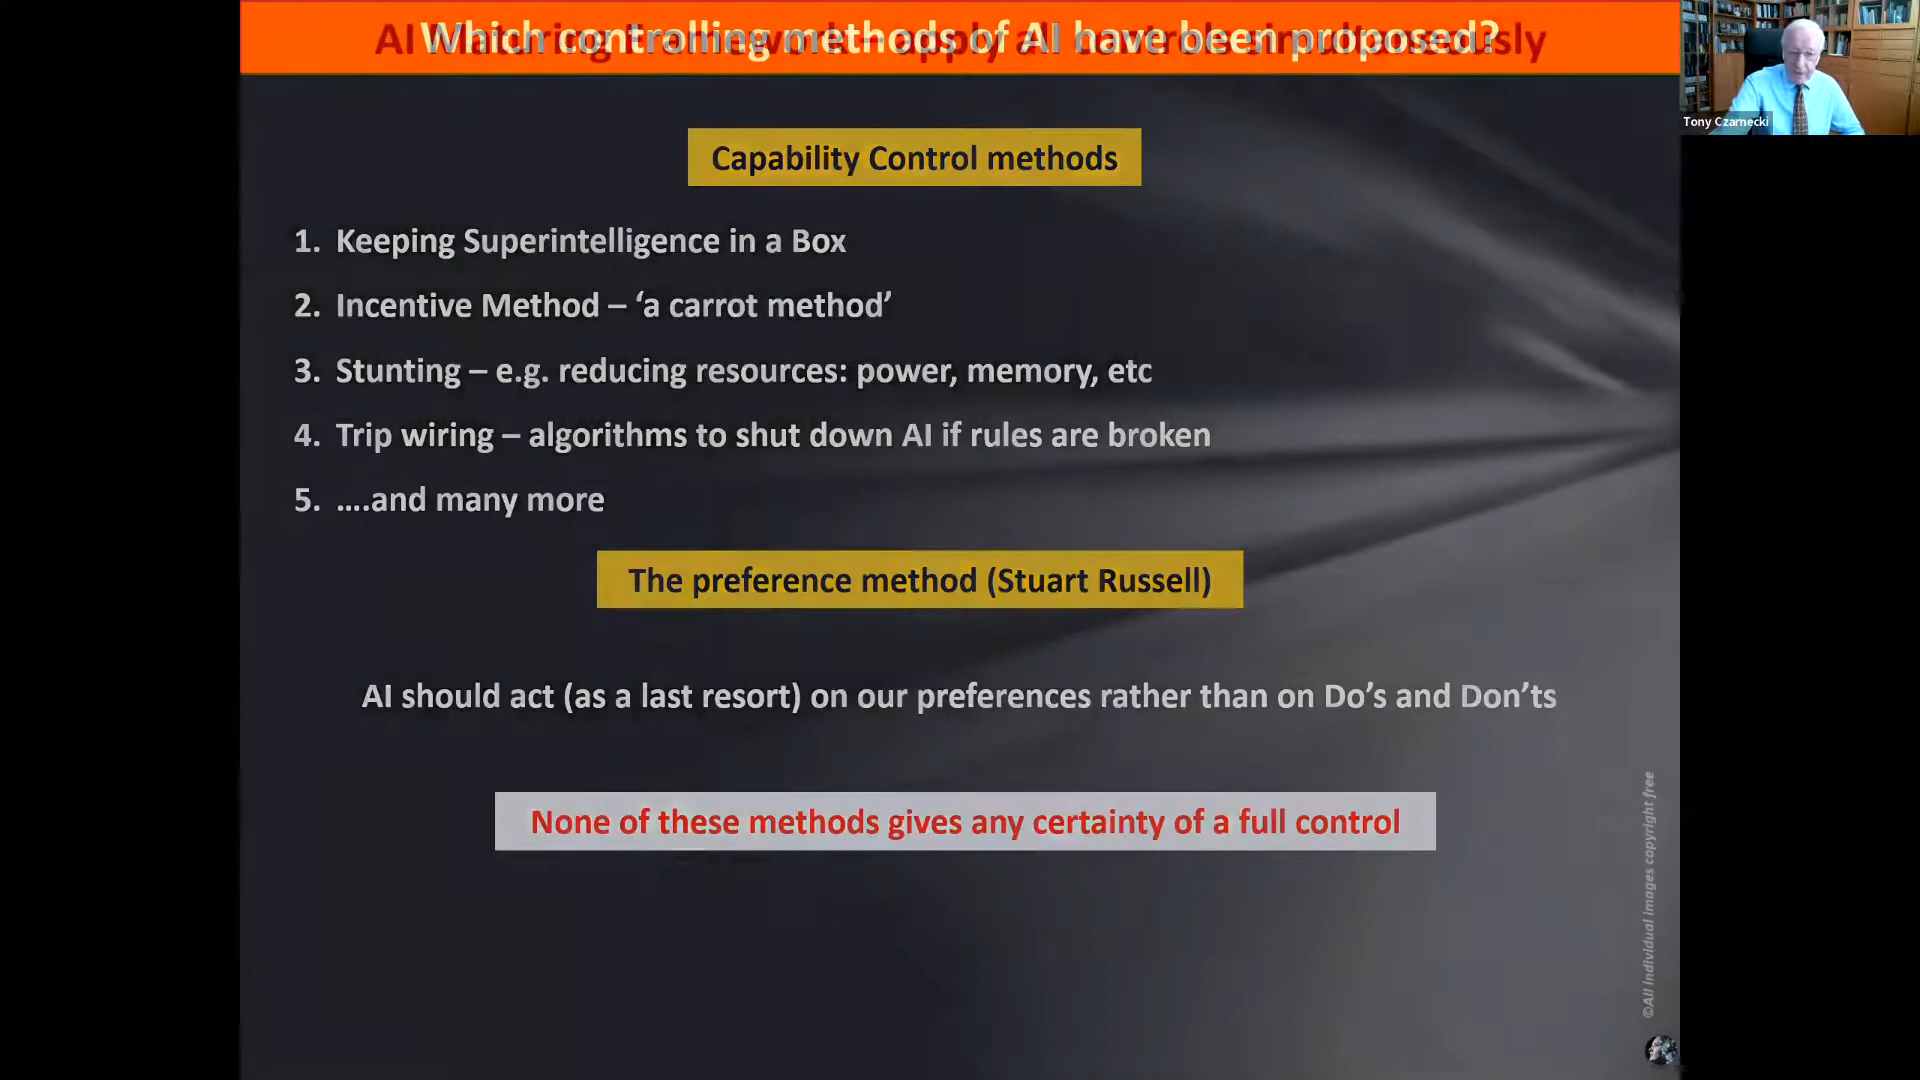 Which controlling methods of AI have been proposed?
Tony Czarnecki
Capability Control methods
1. Keeping Superintelligence in a Box
2. Incentive Method – ‘a carrot method’
3. Stunting – e.g. reducing resources: power, memory, etc
4. Trip wiring – algorithms to shut down AI if rules are broken
5. ….and many more
The preference method (Stuart Russell)
AI should act (as a last resort) on our preferences rather than on Do’s and Don’ts
None of these methods gives any certainty of a full control
©All individual images copyright free